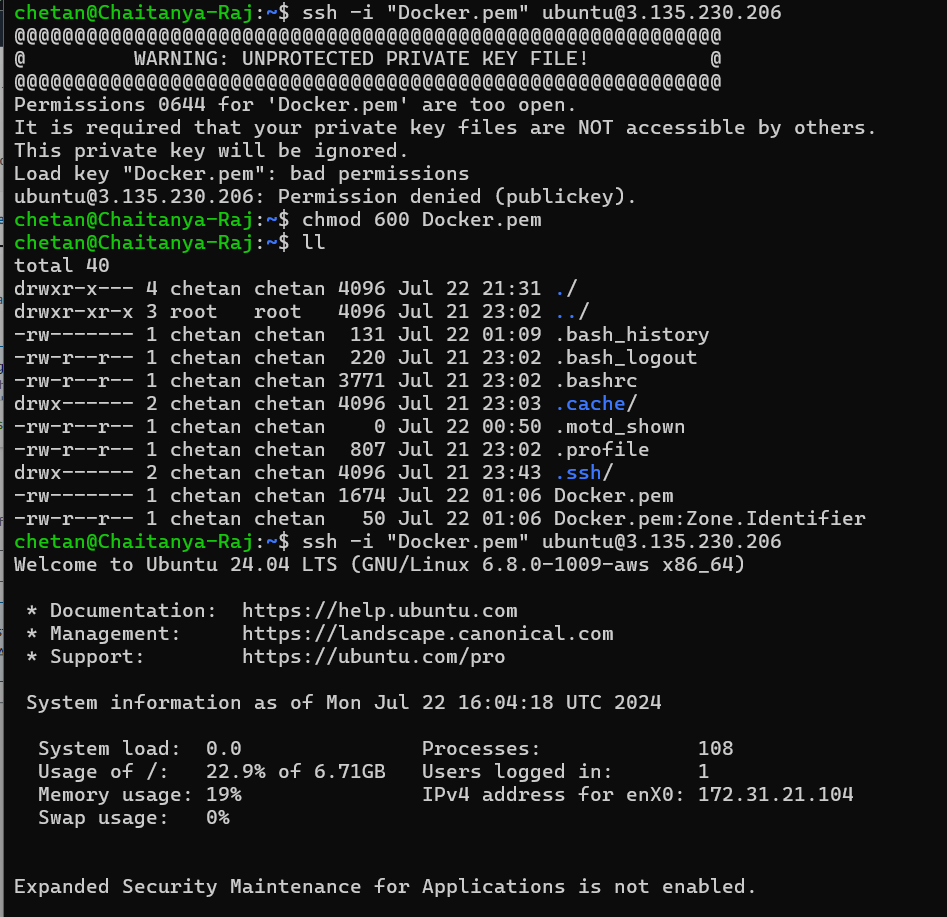 chetan@Chaitanya-Raj:~$ ssh -i "Docker.pem" ubuntu@3.135.230.206
@@@@@@@@@@@@@@@@@@@@@@@@@@@@@@@@@@@@@@@@@@@@@@@@@@@@@@@@@@@
@         WARNING: UNPROTECTED PRIVATE KEY FILE!          @
@@@@@@@@@@@@@@@@@@@@@@@@@@@@@@@@@@@@@@@@@@@@@@@@@@@@@@@@@@@
Permissions 0644 for 'Docker.pem' are too open.
It is required that your private key files are NOT accessible by others.
This private key will be ignored.
Load key "Docker.pem": bad permissions
ubuntu@3.135.230.206: Permission denied (publickey).
chetan@Chaitanya-Raj:~$ chmod 600 Docker.pem
chetan@Chaitanya-Raj:~$ ll
total 40
drwxr-x--- 4 chetan chetan 4096 Jul 22 21:31 ./
drwxr-xr-x 3 root   root   4096 Jul 21 23:02 ../
-rw------- 1 chetan chetan  131 Jul 22 01:09 .bash_history
-rw-r--r-- 1 chetan chetan  220 Jul 21 23:02 .bash_logout
-rw-r--r-- 1 chetan chetan 3771 Jul 21 23:02 .bashrc
drwx------ 2 chetan chetan 4096 Jul 21 23:03 .cache/
-rw-r--r-- 1 chetan chetan    0 Jul 22 00:50 .motd_shown
-rw-r--r-- 1 chetan chetan  807 Jul 21 23:02 .profile
drwx------ 2 chetan chetan 4096 Jul 21 23:43 .ssh/
-rw------- 1 chetan chetan 1674 Jul 22 01:06 Docker.pem
-rw-r--r-- 1 chetan chetan   50 Jul 22 01:06 Docker.pem:Zone.Identifier
chetan@Chaitanya-Raj:~$ ssh -i "Docker.pem" ubuntu@3.135.230.206
Welcome to Ubuntu 24.04 LTS (GNU/Linux 6.8.0-1009-aws x86_64)

 * Documentation:  https://help.ubuntu.com
 * Management:     https://landscape.canonical.com
 * Support:        https://ubuntu.com/pro

 System information as of Mon Jul 22 16:04:18 UTC 2024

  System load:  0.0               Processes:             108
  Usage of /:   22.9% of 6.71GB   Users logged in:       1
  Memory usage: 19%               IPv4 address for enX0: 172.31.21.104
  Swap usage:   0%

Expanded Security Maintenance for Applications is not enabled.